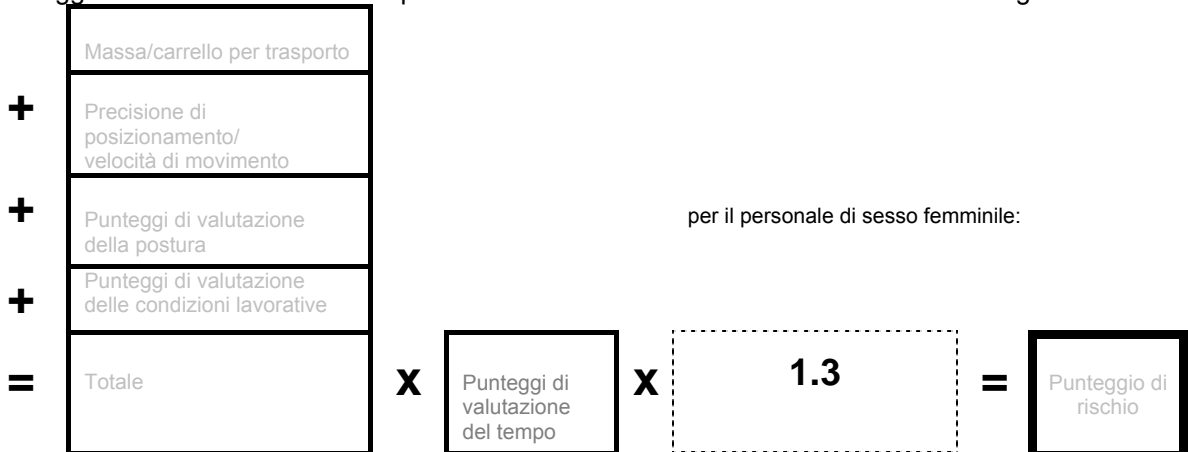 Massa/carrello per trasporto
+
Precisione di
posizionamento/
velocità di movimento
+
Punteggi di valutazione
della postura
per il personale di sesso femminile:
+
Punteggi di valutazione
delle condizioni lavorative
=
Totale
x
Punteggi di
valutazione
del tempo
x
1.3
=
Punteggio di
rischio